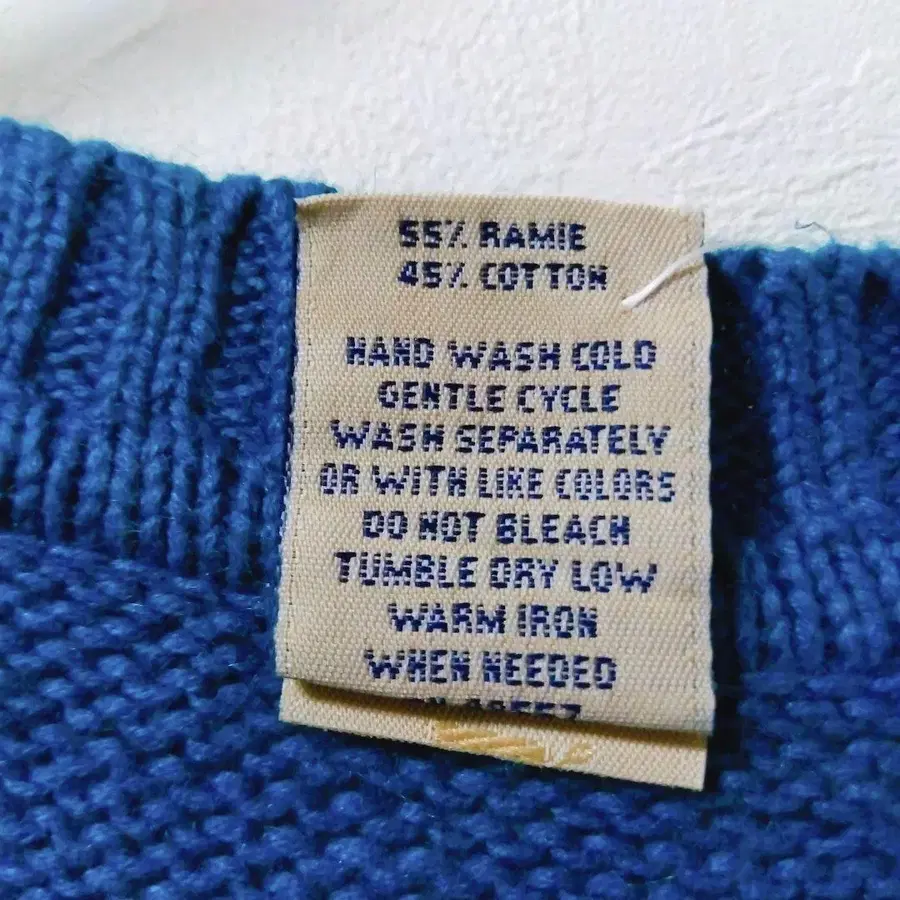 55% RAMIE
45% COTTON
HAND WASH COLD
GENTLE CYCLE
WASH SEPARATELY
OR WITH LIKE COLORS
DO NOT BLEACH
TUMBLE DRY LOW
WARM IRON
WHEN NEEDED